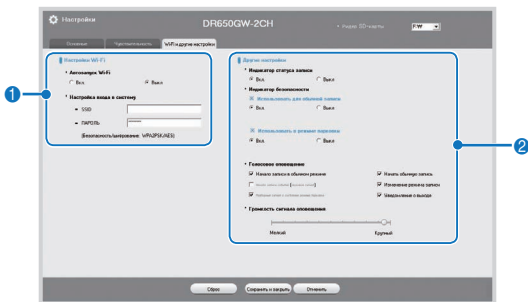 Настройки
DR650GW-2CH
Разрез SD-карты
FW
Основные
Чувствительность
Wi-Fi и другие настройки
Настройки Wi-Fi
Автозапуск Wi-Fi
Вкл.
Выкл
Настройка входа в систему
SSID
ПАРОЛЬ
********
(Безопасность/шифрование: WPA2PSK/AES)
1
Другие настройки
Индикатор статуса записи
Вкл.
Выкл
Индикатор безопасности
Использовать для обычной записи
Вкл.
Выкл
Использовать в режиме парковки
Вкл.
Выкл
Голосовое оповещение
Начало записи в обычном режиме
Начать обычную запись.
Изменение режима записи
Уведомление о выходе
Громкость сигнала оповещения
Мелкий
Крупный
2
Сброс
Сохранить и закрыть
Отменить